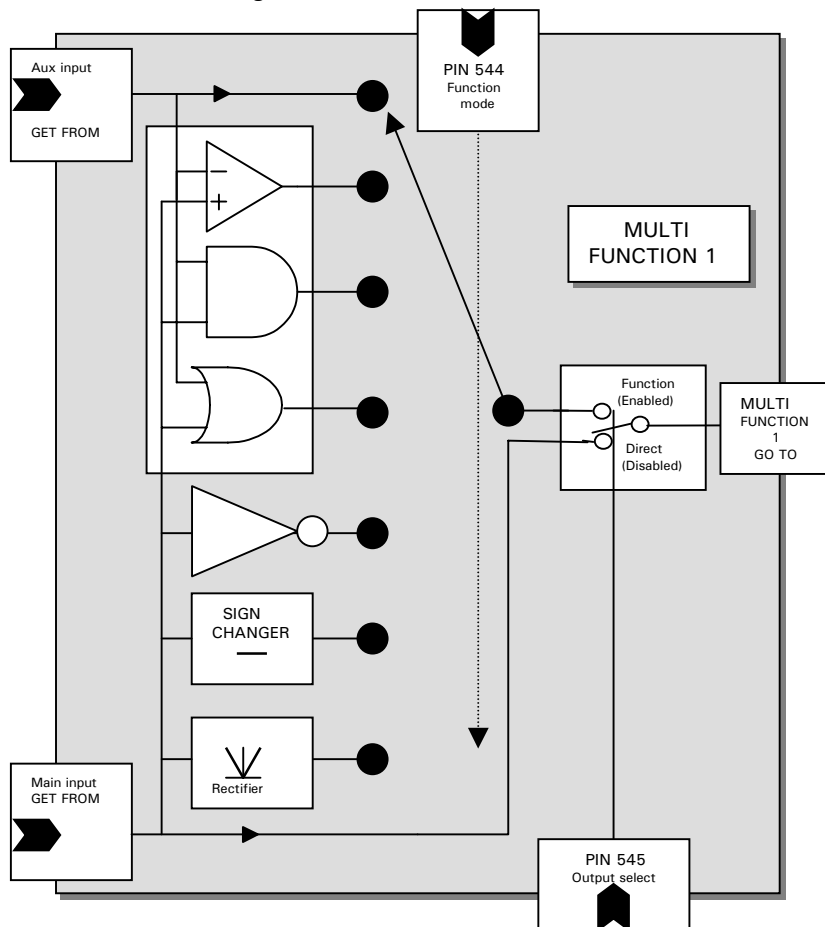 Aux input
GET FROM
PIN 544
Function
mode
MULTI
FUNCTION 1
Function
(Enabled)
Direct
(Disabled)
MULTI
FUNCTION
1
GO TO
SIGN
CHANGER
Rectifier
Main input
GET FROM
PIN 545
Output select